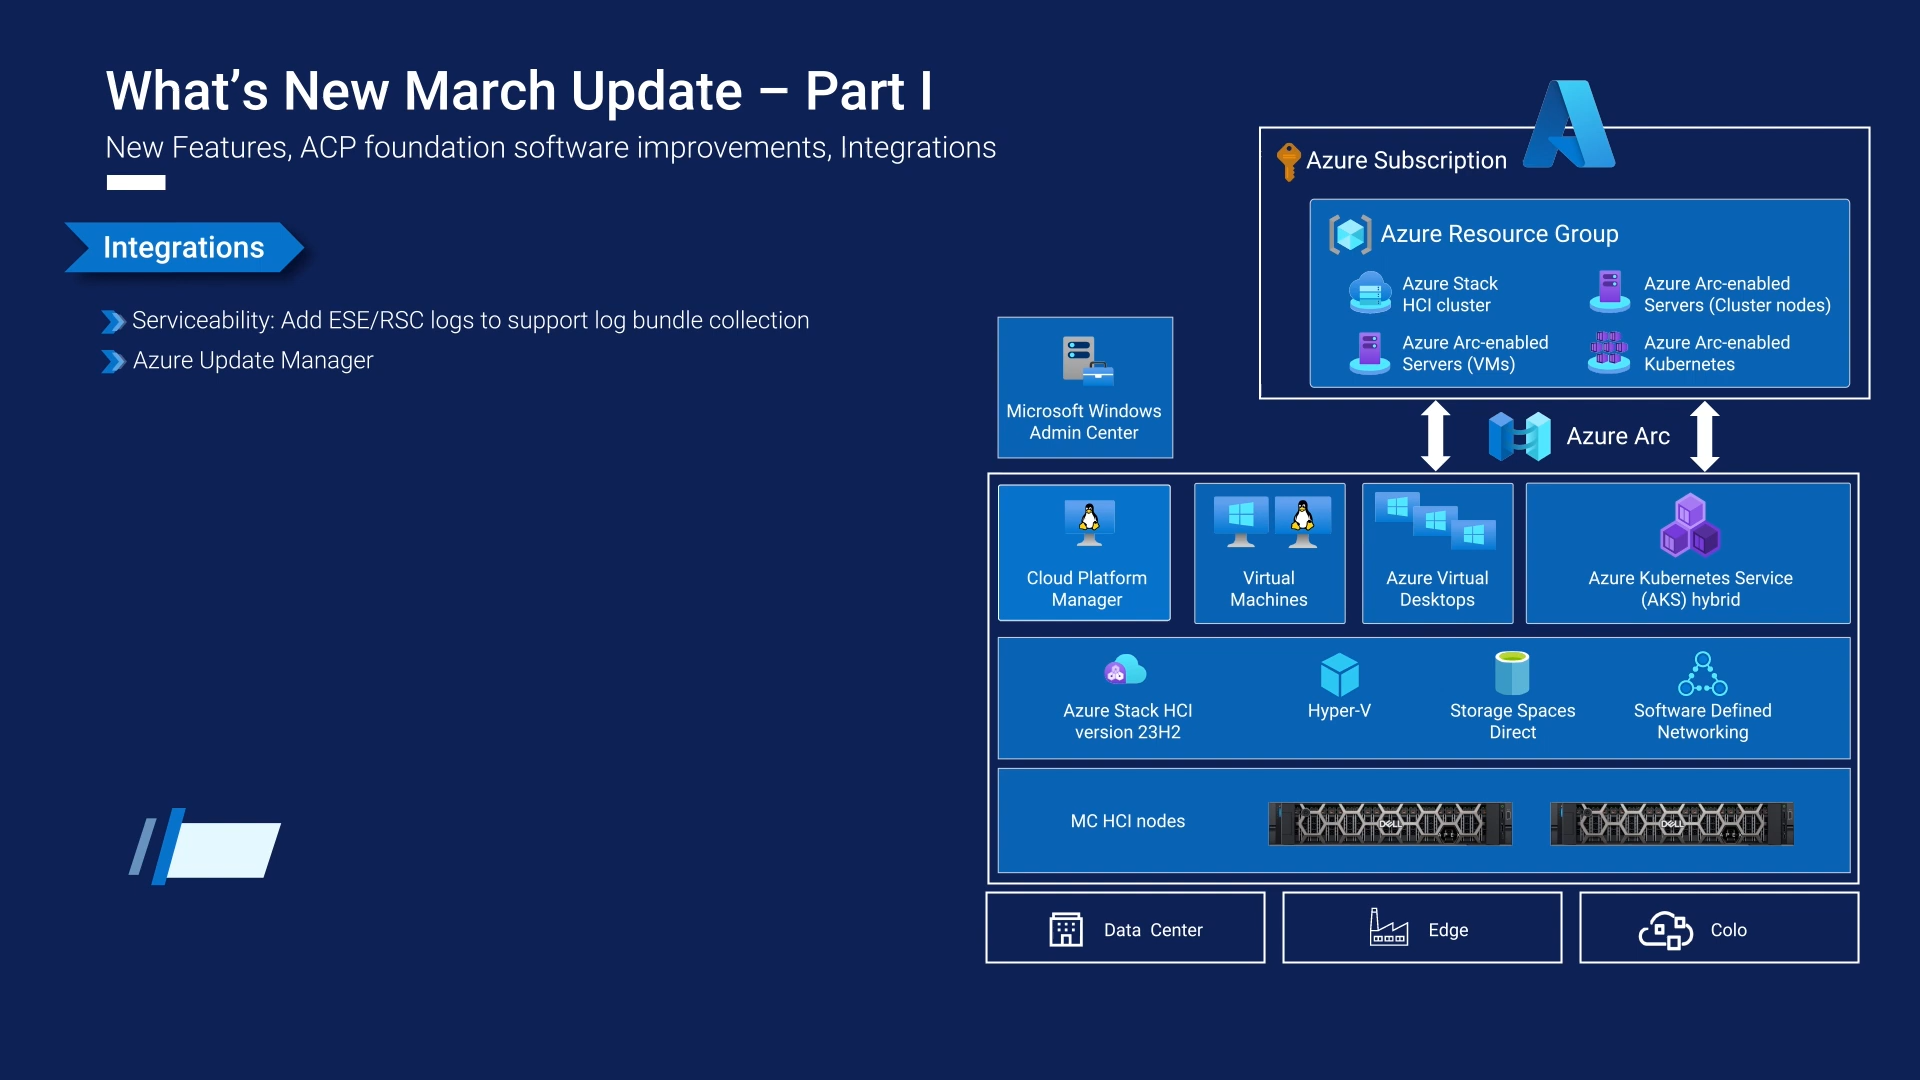 What's New March Update – Part I
New Features, ACP foundation software improvements, Integrations
Integrations
Serviceability: Add ESE/RSC logs to support log bundle collection
Azure Update Manager
Azure Subscription
Azure Resource Group
Azure Stack
HCI cluster
Azure Arc-enabled
Servers (Cluster nodes)
Azure Arc-enabled
Servers (VMs)
Azure Arc-enabled
Kubernetes
Microsoft Windows
Admin Center
Azure Arc
Cloud Platform
Manager
Virtual
Machines
Azure Virtual
Desktops
Azure Kubernetes Service
(AKS) hybrid
Azure Stack HCI
version 23H2
Hyper-V
Storage Spaces
Direct
Software Defined
Networking
MC HCI nodes
DELL
DELL
Data Center
Edge
Colo